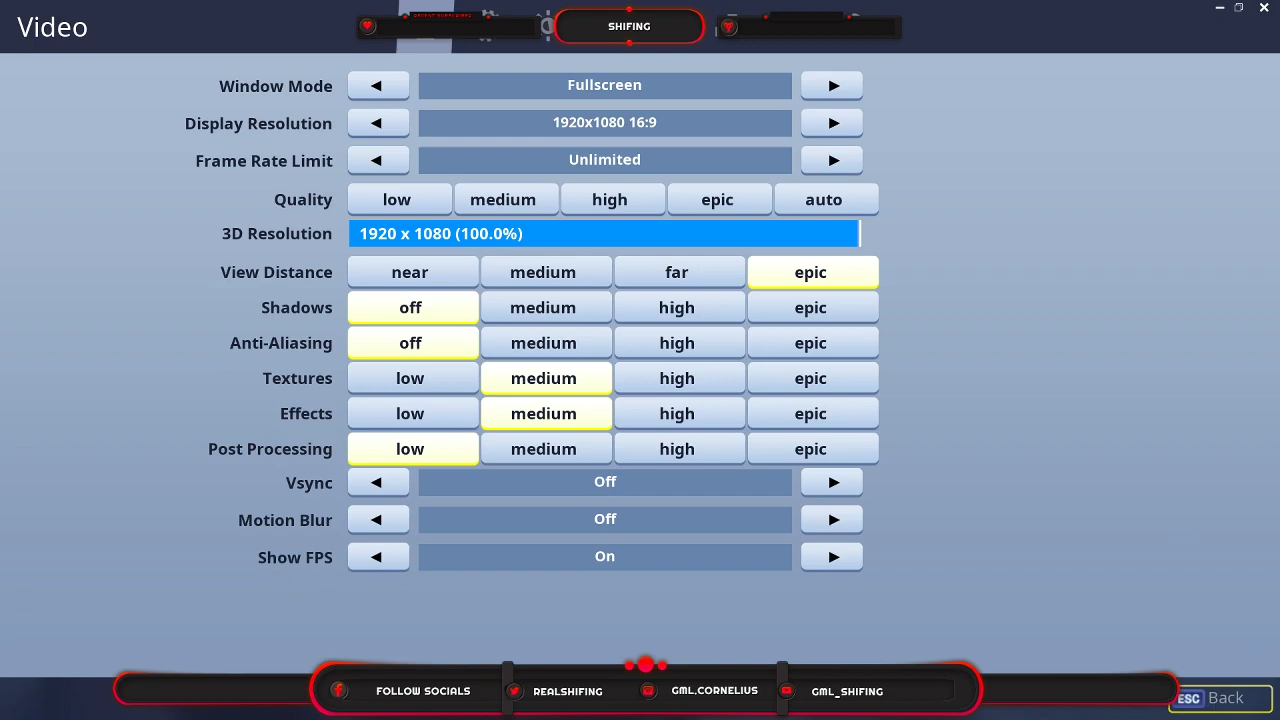 Video
RECENT SUBSCRIBER
SHIFING
Window Mode ◄ Fullscreen ►
Display Resolution ◄ 1920x1080 16:9 ►
Frame Rate Limit ◄ Unlimited ►
Quality low medium high epic auto
3D Resolution 1920 x 1080 (100.0%)
View Distance near medium far epic
Shadows off medium high epic
Anti-Aliasing off medium high epic
Textures low medium high epic
Effects low medium high epic
Post Processing low medium high epic
Vsync ◄ Off ►
Motion Blur ◄ Off ►
Show FPS ◄ On ►
FOLLOW SOCIALS REALSHIFING GML.CORNELIUS GML_SHIFING
ESC Back